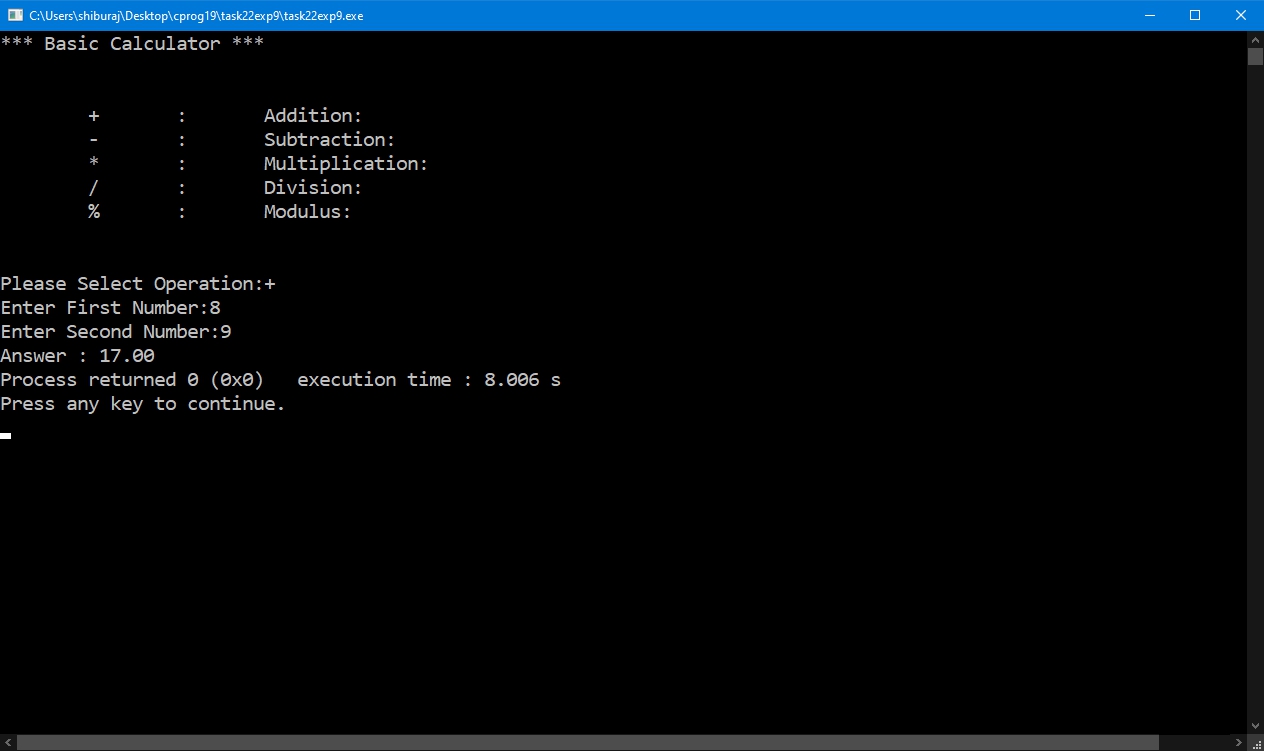 C:\Users\shiburaj\Desktop\cprog19\task22exp9\task22exp9.exe
*** Basic Calculator ***
+ : Addition:
- : Subtraction:
* : Multiplication:
/ : Division:
% : Modulus:
Please Select Operation:+
Enter First Number:8
Enter Second Number:9
Answer : 17.00
Process returned 0 (0x0)   execution time : 8.006 s
Press any key to continue.